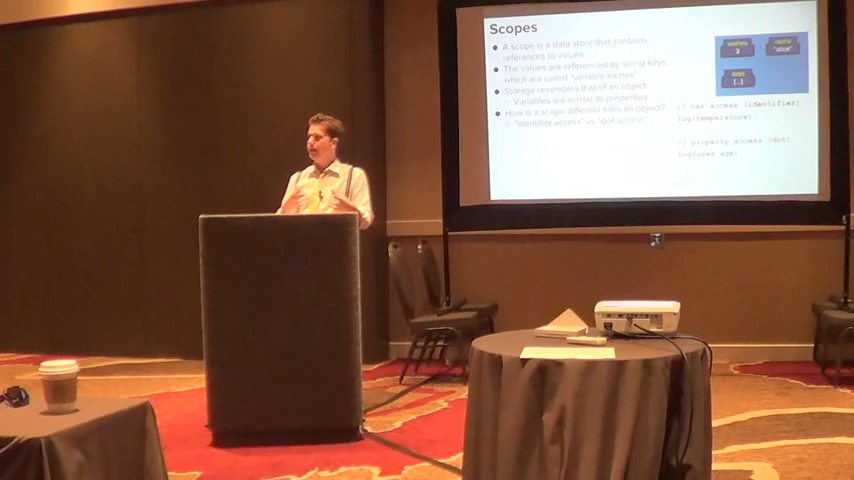 Scopes
A scope is a data store that contains
references to values
The values are referenced by string keys
which are called "variable names"
Storage resembles that of an object
Variables are similar to properties
How is a scope different from an object?
"identifier access" vs "dot access"
wishes
3
name
"alice"
// var access (identifier)
log(temperature)
// property access (dot)
log(user.age)